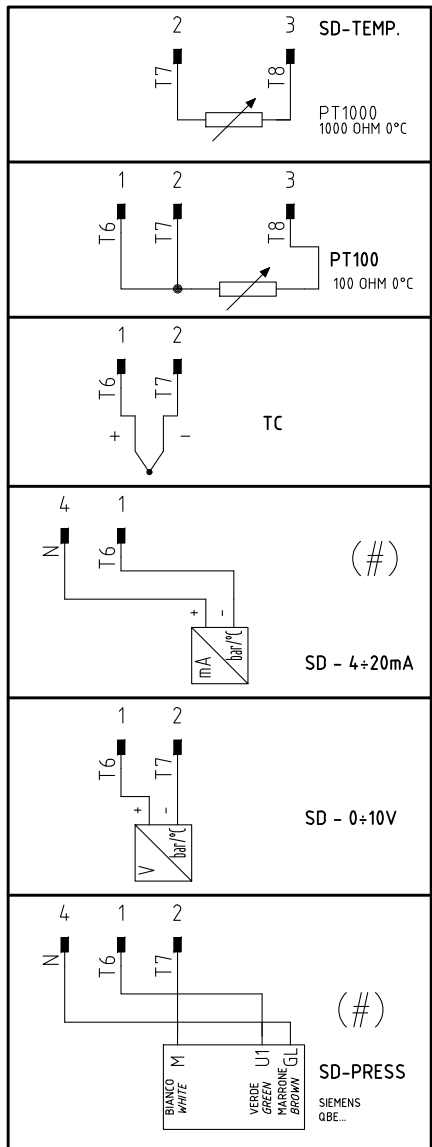 2 3 SD-TEMP.
T7 T8
PT1000
1000 OHM 0°C
1 2 3
T6 T7 T8
PT100
100 OHM 0°C
1 2
T6 T7
+ -
TC
4 1
N T6
(#)
+ -
mA bar/°C
SD - 4÷20mA
1 2
T6 T7
+ -
V bar/°C
SD - 0÷10V
4 1 2
N T6 T7
(#)
BIANCO
WHITE
M
VERDE
GREEN
U1
MARRONE
BROWN
GL
SD-PRESS
SIEMENS
QBE...